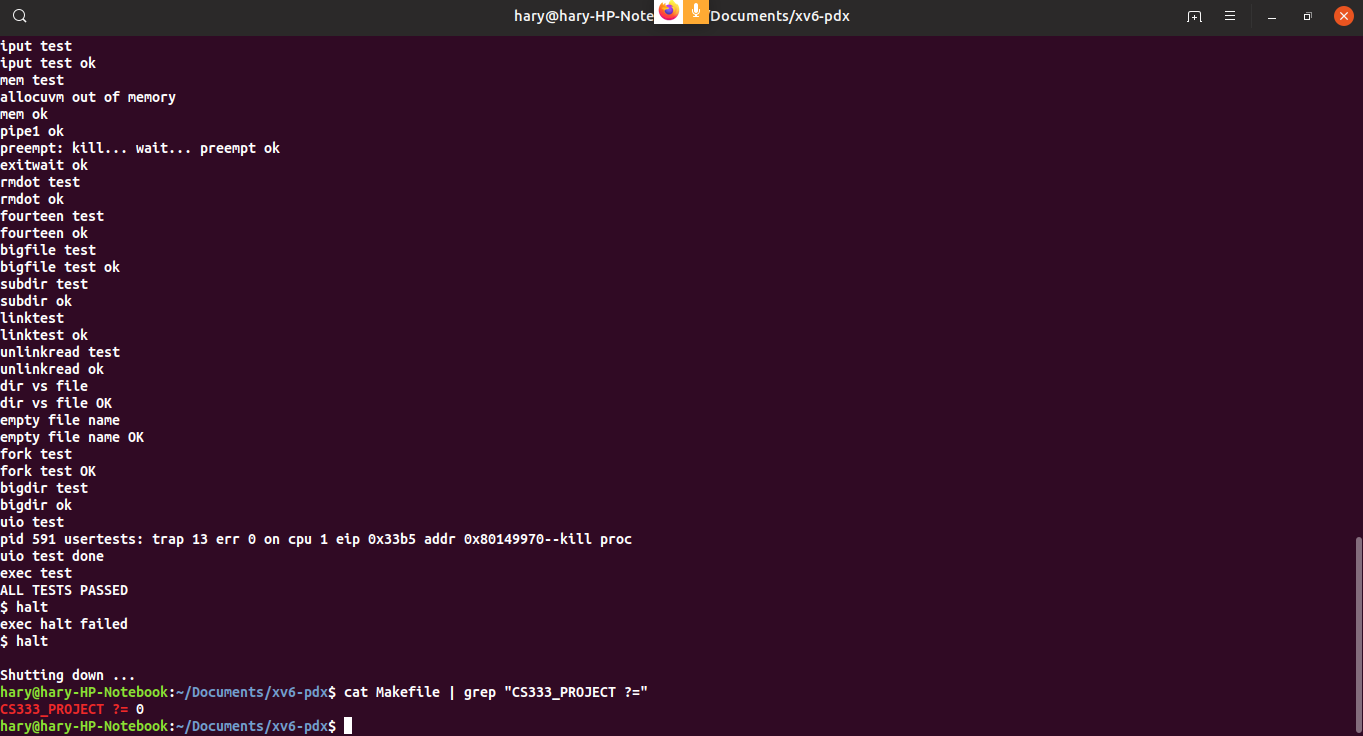 hary@hary-HP-Note /Documents/xv6-pdx
iput test
iput test ok
mem test
allocuvm out of memory
mem ok
pipe1 ok
preempt: kill... wait... preempt ok
exitwait ok
rmdot test
rmdot ok
fourteen test
fourteen ok
bigfile test
bigfile test ok
subdir test
subdir ok
linktest
linktest ok
unlinkread test
unlinkread ok
dir vs file
dir vs file OK
empty file name
empty file name OK
fork test
fork test OK
bigdir test
bigdir ok
uio test
pid 591 usertests: trap 13 err 0 on cpu 1 eip 0x33b5 addr 0x80149970--kill proc
uio test done
exec test
ALL TESTS PASSED
$ halt
exec halt failed
$ halt
Shutting down ...
hary@hary-HP-Notebook:~/Documents/xv6-pdx$ cat Makefile | grep "CS333_PROJECT ?="
CS333_PROJECT ?= 0
hary@hary-HP-Notebook:~/Documents/xv6-pdx$